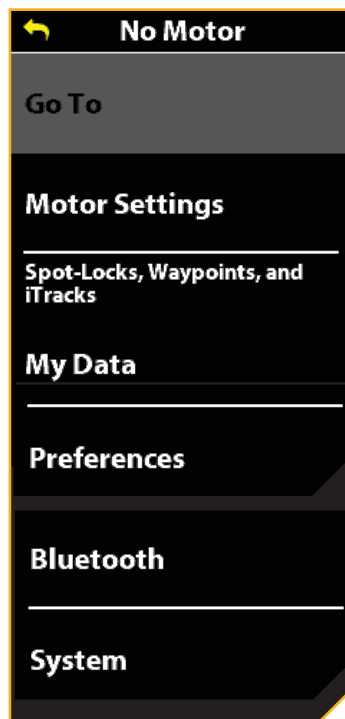 No Motor
Go To
Motor Settings
Spot-Locks, Waypoints, and
iTracks
My Data
Preferences
Bluetooth
System